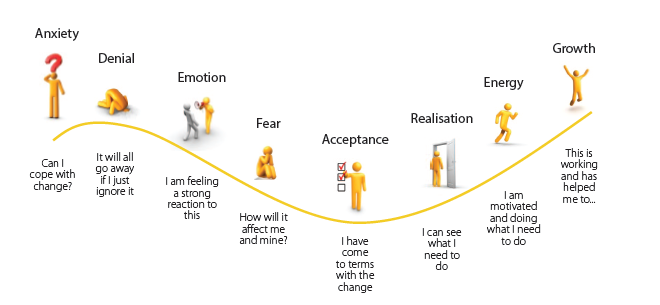 Anxiety
?
Can I
cope with
change?
Denial
It will all
go away
if I just
ignore it
Emotion
I am feeling
a strong
reaction to
this
Fear
How will it
affect me
and mine?
Acceptance
I have
come
to terms
with the
change
Realisation
I can see
what I
need to
do
Energy
I am
motivated
and doing
what I need
to do
Growth
This is
working
and has
helped
me to...